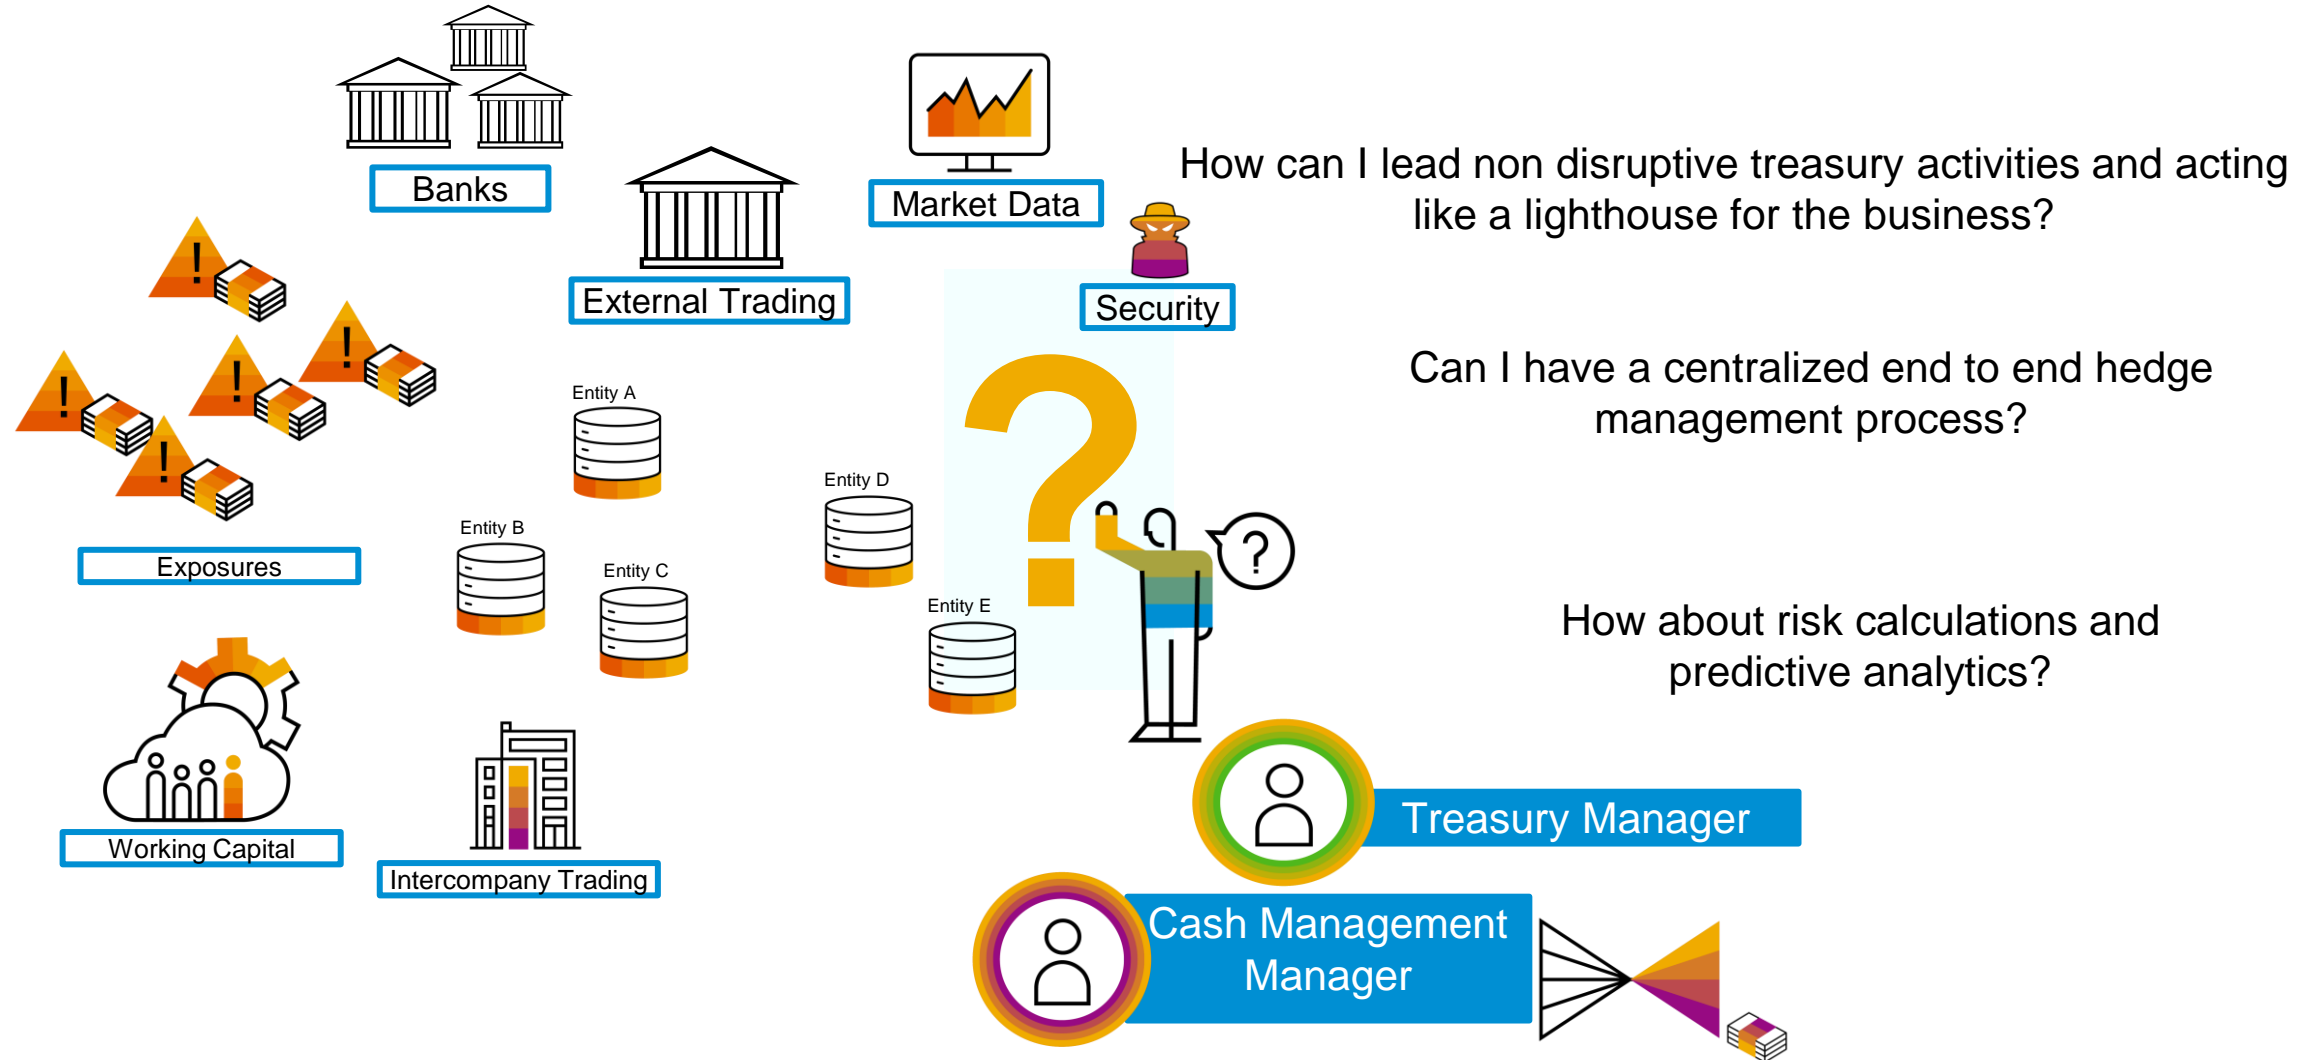 Banks
External Trading
Market Data
Security
How can I lead non disruptive treasury activities and acting
like a lighthouse for the business?
Can I have a centralized end to end hedge
management process?
How about risk calculations and
predictive analytics?
!
!
!
!
!
Exposures
Entity A
Entity B
Entity C
Entity D
Entity E
?
?
Working Capital
Intercompany Trading
Treasury Manager
Cash Management
Manager